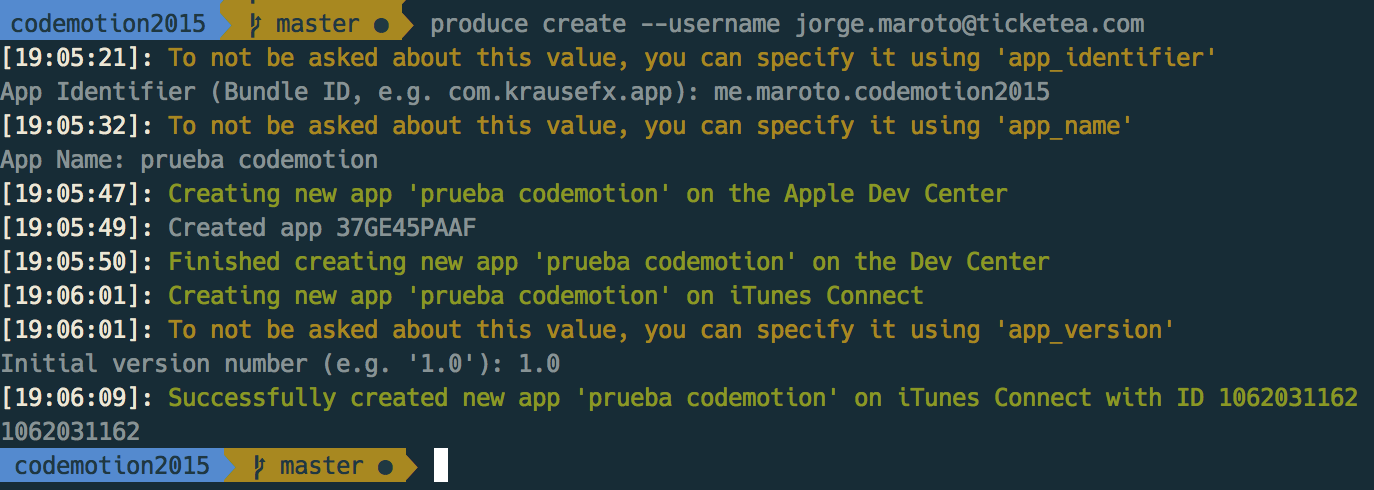 codemotion2015 master ● produce create --username jorge.maroto@ticketea.com
[19:05:21]: To not be asked about this value, you can specify it using 'app_identifier'
App Identifier (Bundle ID, e.g. com.krausefx.app): me.maroto.codemotion2015
[19:05:32]: To not be asked about this value, you can specify it using 'app_name'
App Name: prueba codemotion
[19:05:47]: Creating new app 'prueba codemotion' on the Apple Dev Center
[19:05:49]: Created app 37GE45PAAF
[19:05:50]: Finished creating new app 'prueba codemotion' on the Dev Center
[19:06:01]: Creating new app 'prueba codemotion' on iTunes Connect
[19:06:01]: To not be asked about this value, you can specify it using 'app_version'
Initial version number (e.g. '1.0'): 1.0
[19:06:09]: Successfully created new app 'prueba codemotion' on iTunes Connect with ID 1062031162
1062031162
codemotion2015 master ●